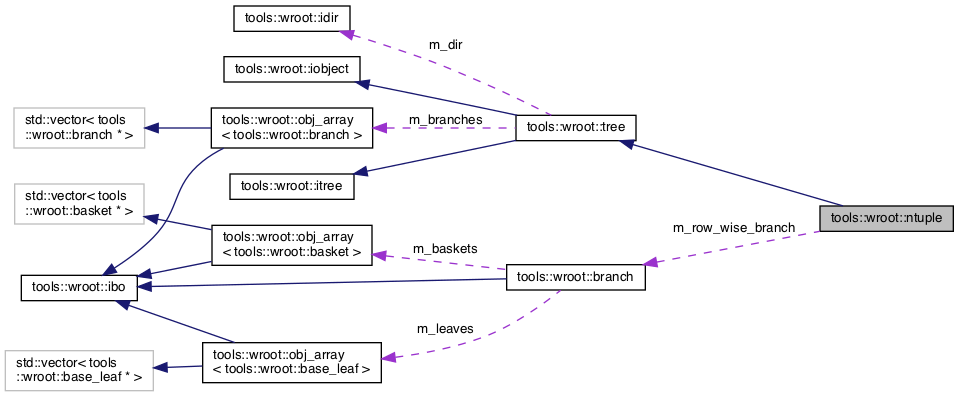 tools::wroot::idir
m_dir
tools::wroot::iobject
std::vector< tools
::wroot::branch * >
tools::wroot::obj_array
< tools::wroot::branch >
m_branches
tools::wroot::tree
tools::wroot::itree
std::vector< tools
::wroot::basket * >
tools::wroot::ntuple
m_row_wise_branch
tools::wroot::obj_array
< tools::wroot::basket >
m_baskets
tools::wroot::branch
tools::wroot::ibo
m_leaves
std::vector< tools
::wroot::base_leaf * >
tools::wroot::obj_array
< tools::wroot::base_leaf >